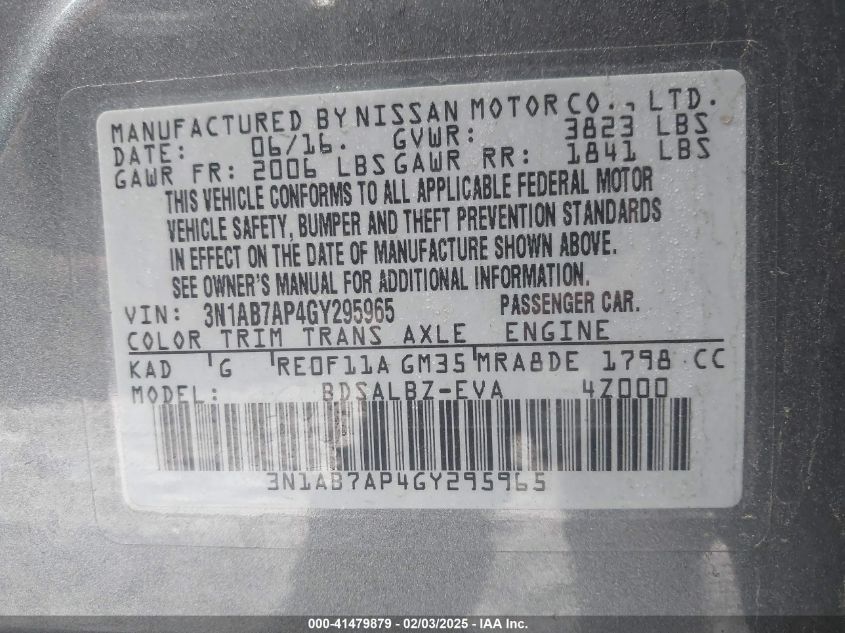 MANUFACTURED BY NISSAN MOTOR CO., LTD.
DATE: 06/16. GVWR: 3823 LBS
GAWR FR: 2006 LBS GAWR RR: 1841 LBS
THIS VEHICLE CONFORMS TO ALL APPLICABLE FEDERAL MOTOR
VEHICLE SAFETY, BUMPER AND THEFT PREVENTION STANDARDS
IN EFFECT ON THE DATE OF MANUFACTURE SHOWN ABOVE.
SEE OWNER'S MANUAL FOR ADDITIONAL INFORMATION.
VIN: 3N1AB7AP4GY295965 PASSENGER CAR.
COLOR TRIM TRANS AXLE ENGINE
KAD G RE0F11A GM35 MRA8DE 1798 CC
MODEL: BDSALBZ-EVA 4Z000
3N1AB7AP4GY295965
000-41479879 - 02/03/2025 - IAA Inc.